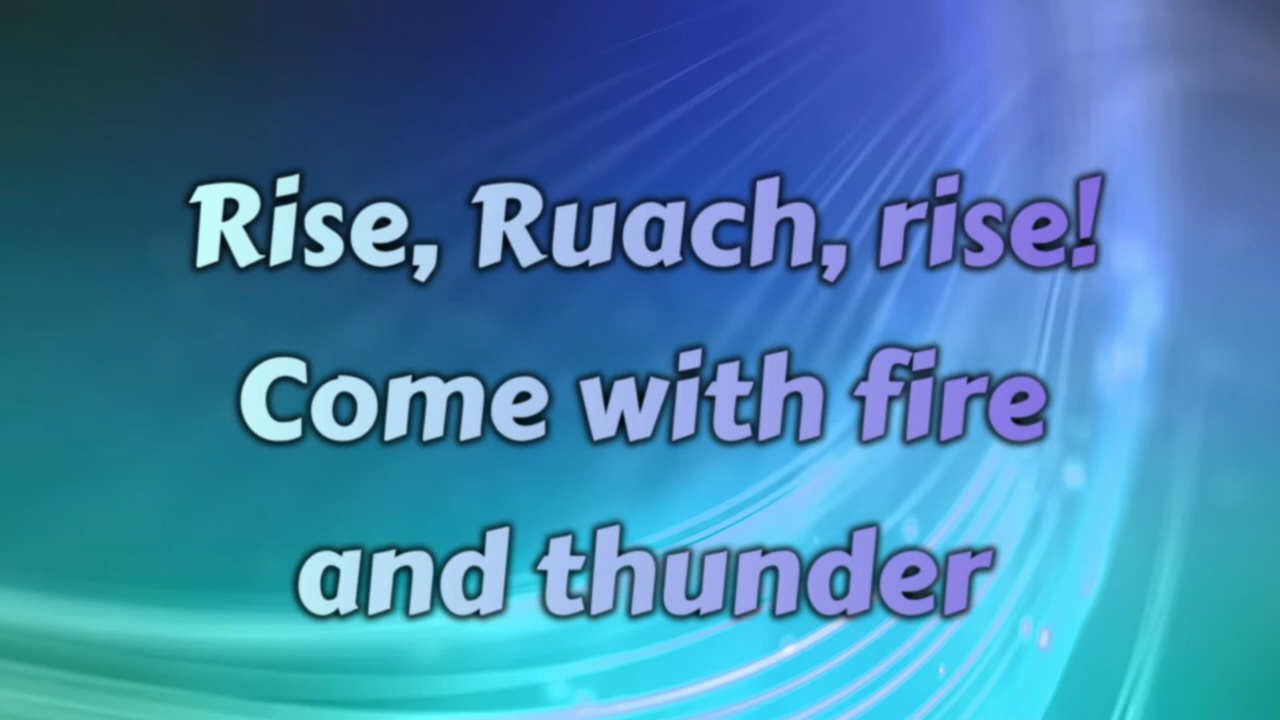 Rise, Ruach, rise!
Come with fire
and thunder